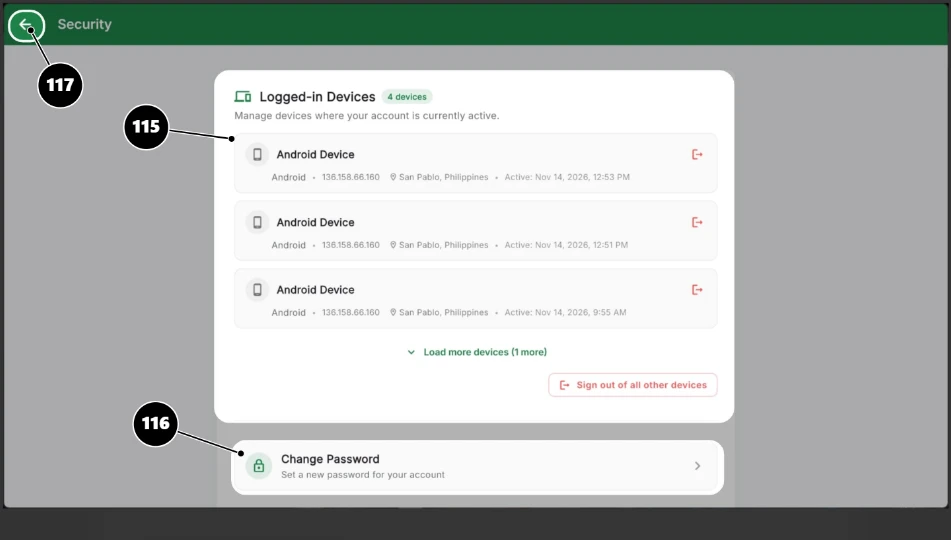 Security
117
Logged-in Devices 4 devices
Manage devices where your account is currently active.
115
Android Device
Android • 136.158.66.160 San Pablo, Philippines • Active: Nov 14, 2026, 12:53 PM
Android Device
Android • 136.158.66.160 San Pablo, Philippines • Active: Nov 14, 2026, 12:51 PM
Android Device
Android • 136.158.66.160 San Pablo, Philippines • Active: Nov 14, 2026, 9:55 AM
Load more devices (1 more)
Sign out of all other devices
116
Change Password
Set a new password for your account